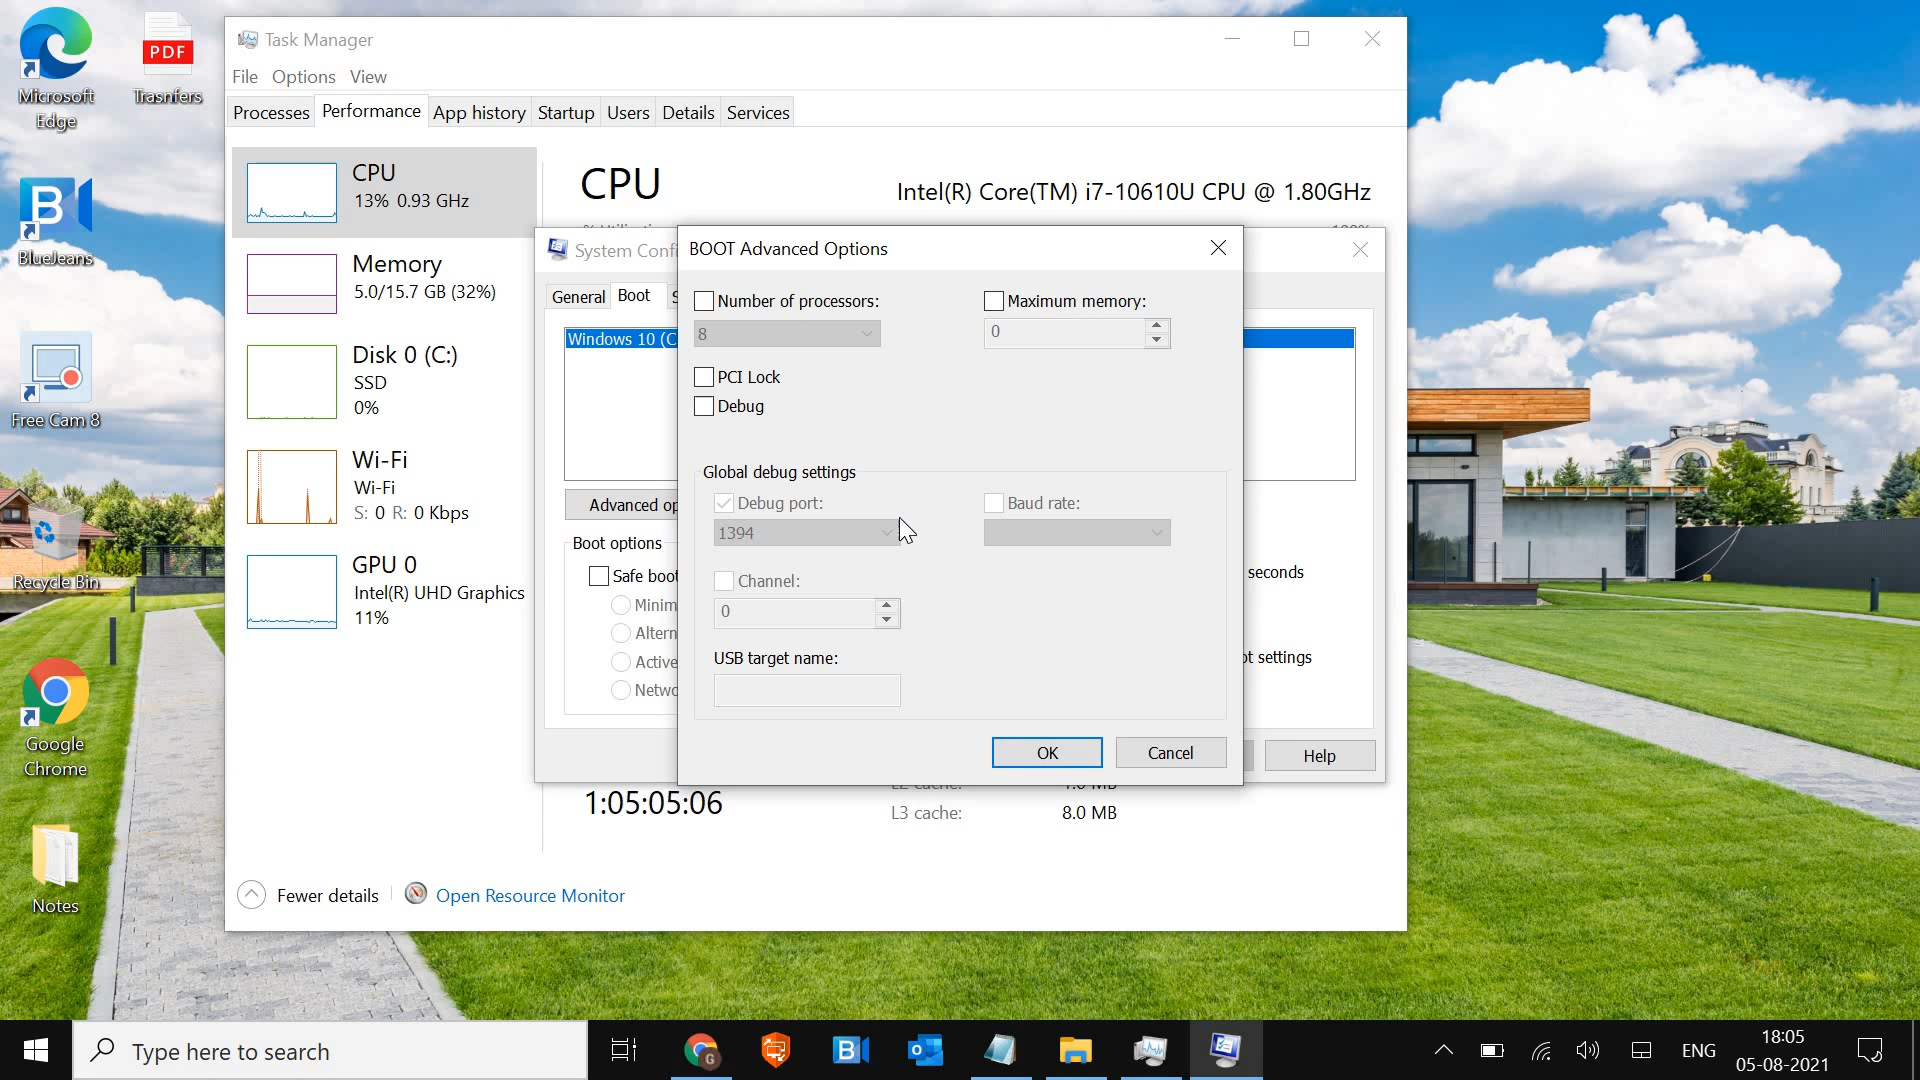 Microsoft
Edge
PDF
Trasnfers
BlueJeans
Free Cam 8
Recycle Bin
Google
Chrome
Notes
Task Manager
File Options View
Processes Performance App history Startup Users Details Services
CPU
13% 0.93 GHz
Memory
5.0/15.7 GB (32%)
Disk 0 (C:)
SSD
0%
Wi-Fi
Wi-Fi
S: 0 R: 0 Kbps
GPU 0
Intel(R) UHD Graphics
11%
CPU
Intel(R) Core(TM) i7-10610U CPU @ 1.80GHz
System Confi
General Boot S
Windows 10 (C
Advanced op
Boot options
Safe boot
Minim
Altern
Active
Netwo
seconds
ot settings
Help
BOOT Advanced Options
Number of processors:
8
Maximum memory:
0
PCI Lock
Debug
Global debug settings
Debug port:
1394
Baud rate:
Channel:
0
USB target name:
OK
Cancel
1:05:05:06
L2 cache: 1.0 MB
L3 cache: 8.0 MB
Fewer details
Open Resource Monitor
Type here to search
G
B
ENG
18:05
05-08-2021